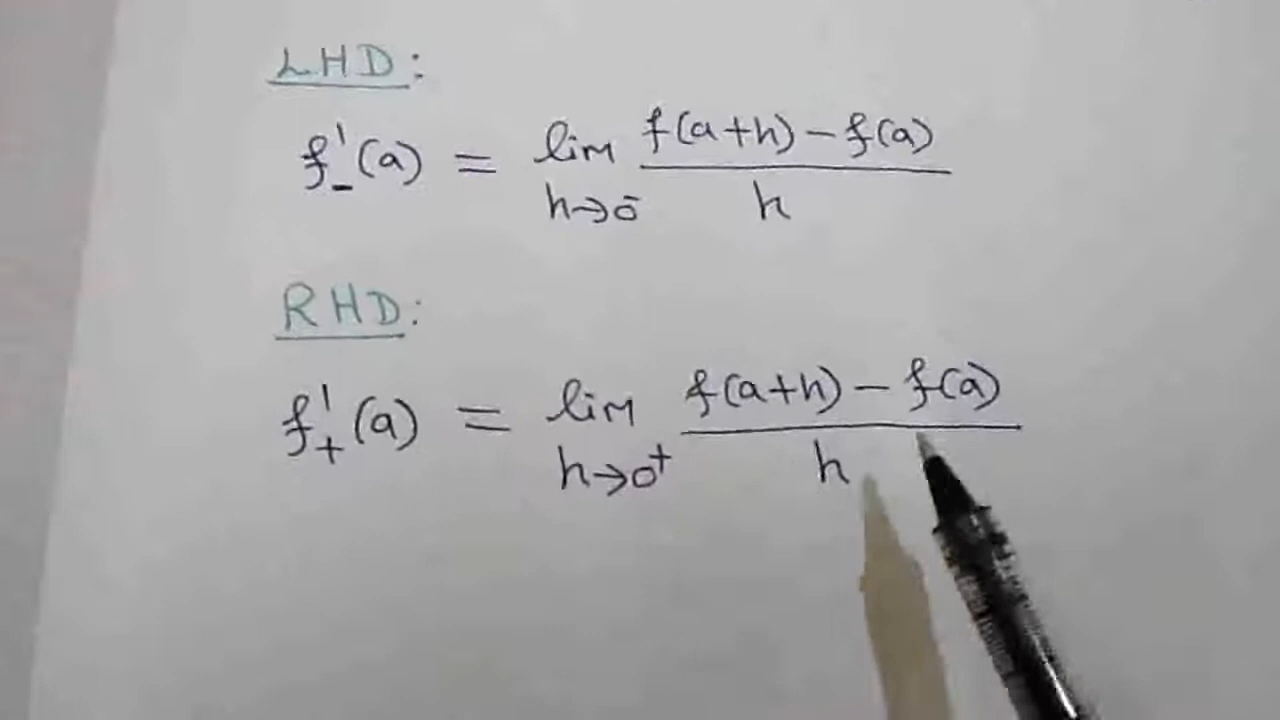 LHD:
f'₋(a) = lim h→0⁻ f(a+h) − f(a) / h
RHD:
f'₊(a) = lim h→0⁺ f(a+h) − f(a) / h